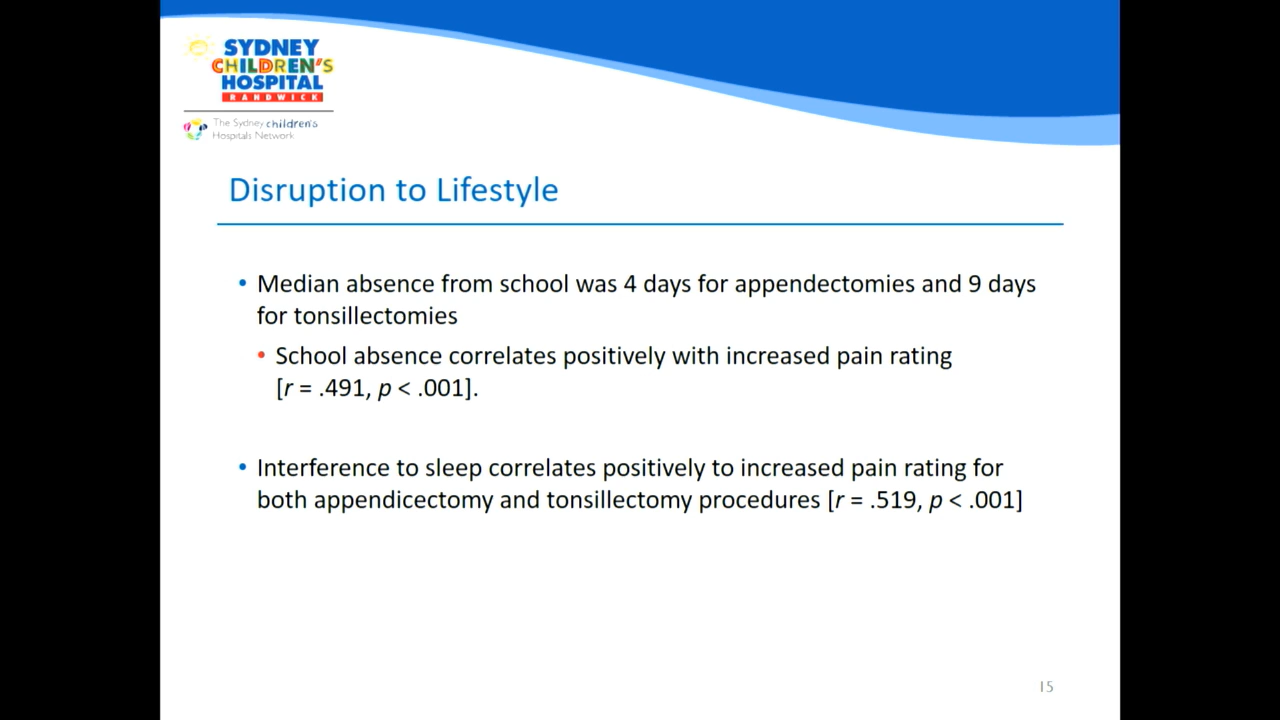 SYDNEY
CHILDREN'S
HOSPITAL
RANDWICK
The Sydney children's
Hospitals Network
Disruption to Lifestyle
• Median absence from school was 4 days for appendectomies and 9 days
for tonsillectomies
• School absence correlates positively with increased pain rating
[r = .491, p < .001].
• Interference to sleep correlates positively to increased pain rating for
both appendicectomy and tonsillectomy procedures [r = .519, p < .001]
15